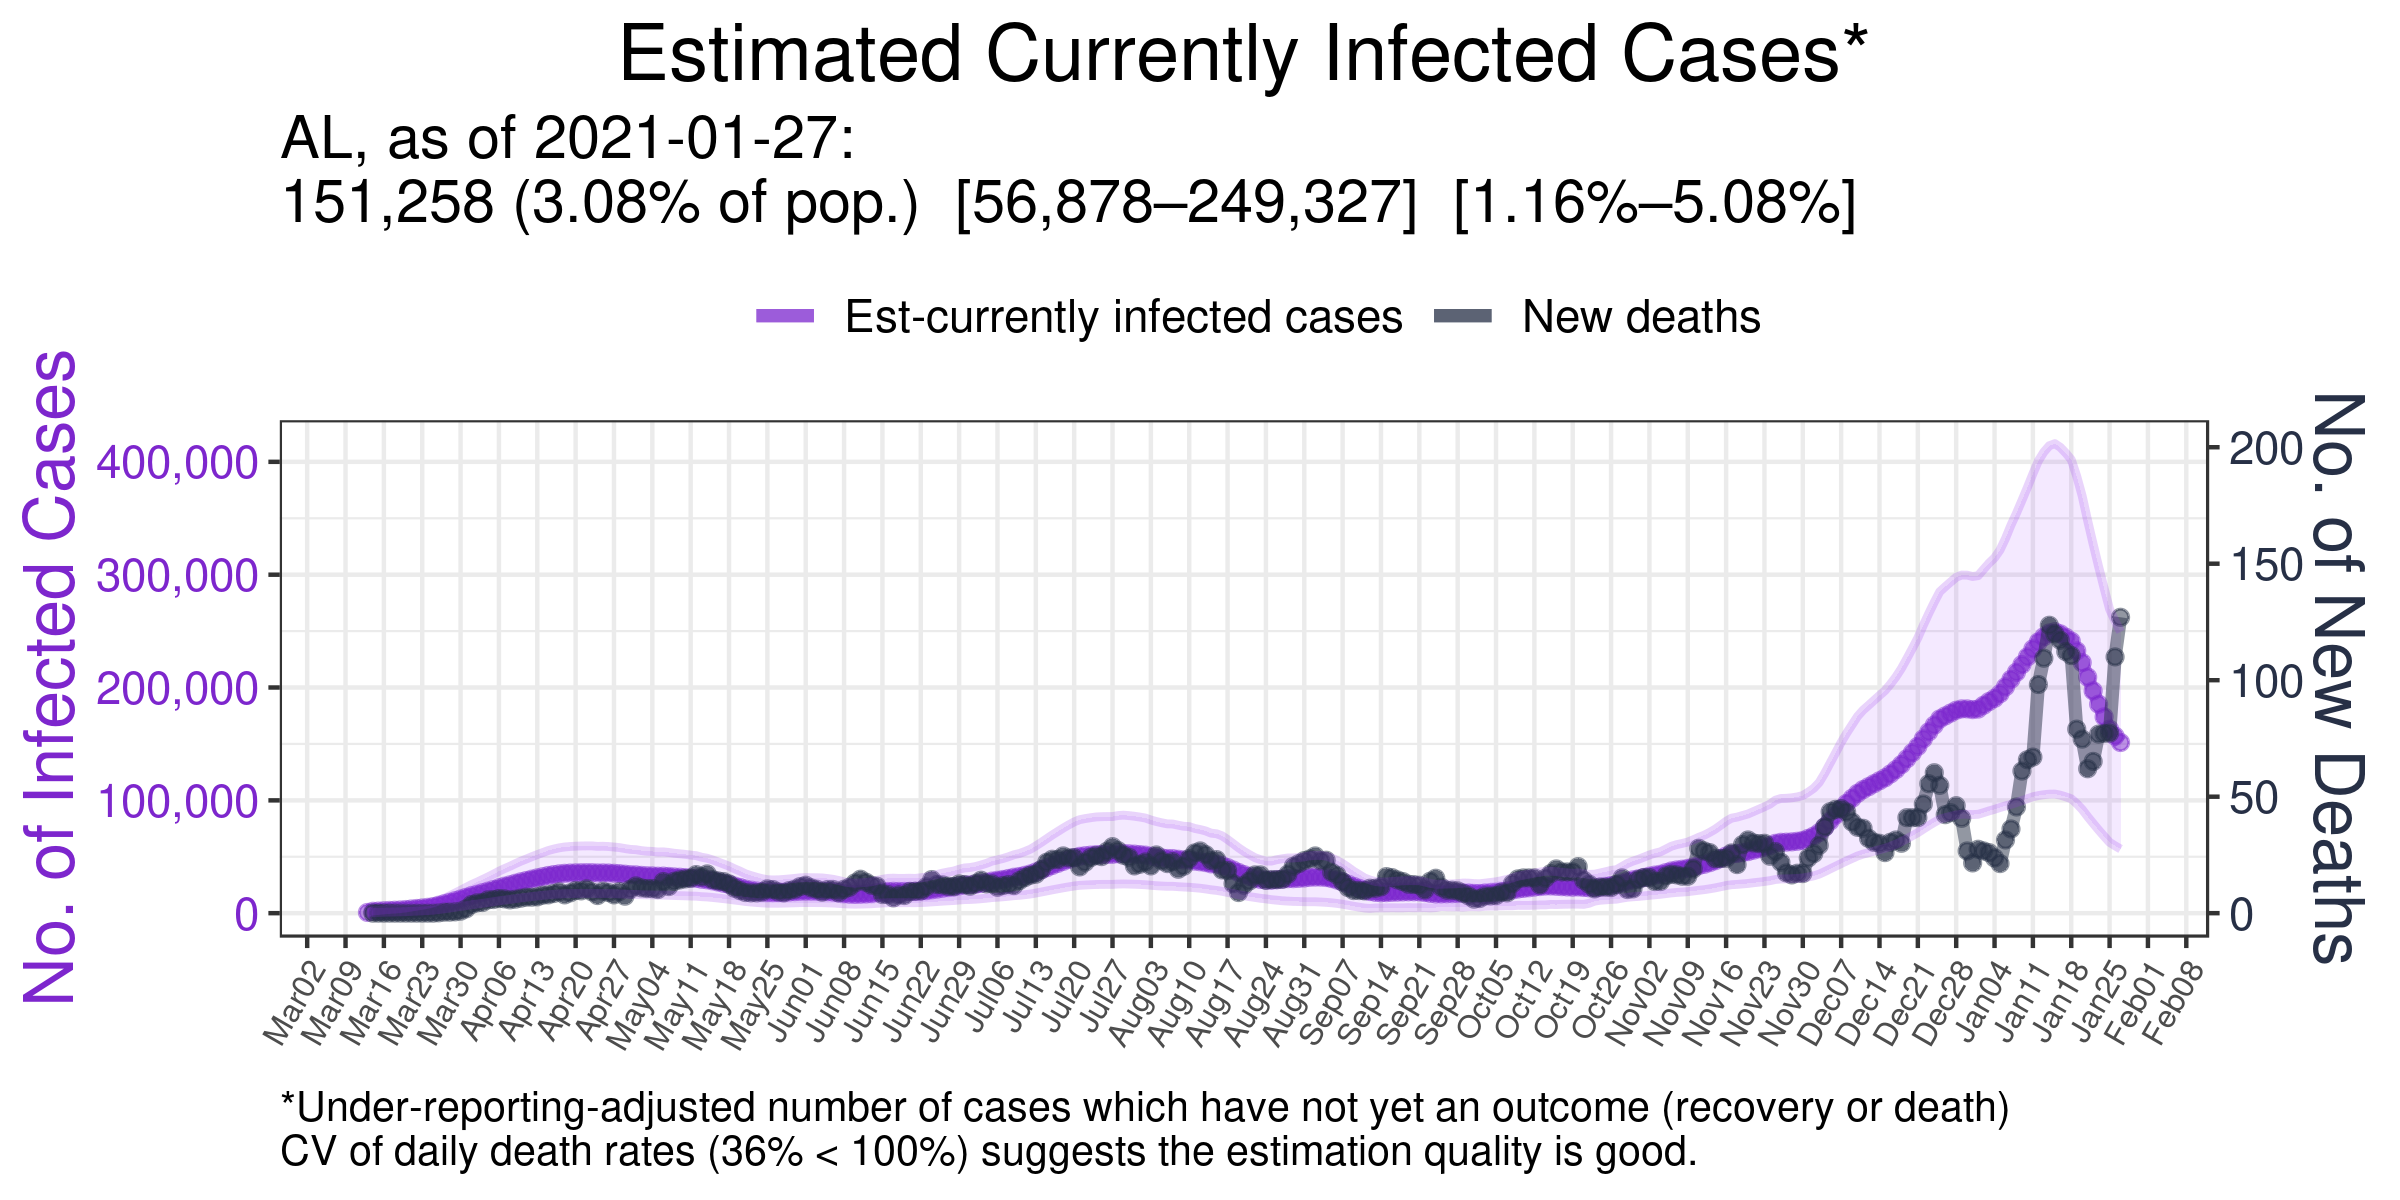 Estimated Currently Infected Cases*
AL, as of 2021-01-27:
151,258 (3.08% of pop.)  [56,878–249,327]  [1.16%–5.08%]
Est-currently infected cases
New deaths
No. of Infected Cases
400,000
300,000
200,000
100,000
0
200
150
100
50
0
No. of New Deaths
Mar02
Mar09
Mar16
Mar23
Mar30
Apr06
Apr13
Apr20
Apr27
May04
May11
May18
May25
Jun01
Jun08
Jun15
Jun22
Jun29
Jul06
Jul13
Jul20
Jul27
Aug03
Aug10
Aug17
Aug24
Aug31
Sep07
Sep14
Sep21
Sep28
Oct05
Oct12
Oct19
Oct26
Nov02
Nov09
Nov16
Nov23
Nov30
Dec07
Dec14
Dec21
Dec28
Jan04
Jan11
Jan18
Jan25
Feb01
Feb08
*Under-reporting-adjusted number of cases which have not yet an outcome (recovery or death)
CV of daily death rates (36% < 100%) suggests the estimation quality is good.